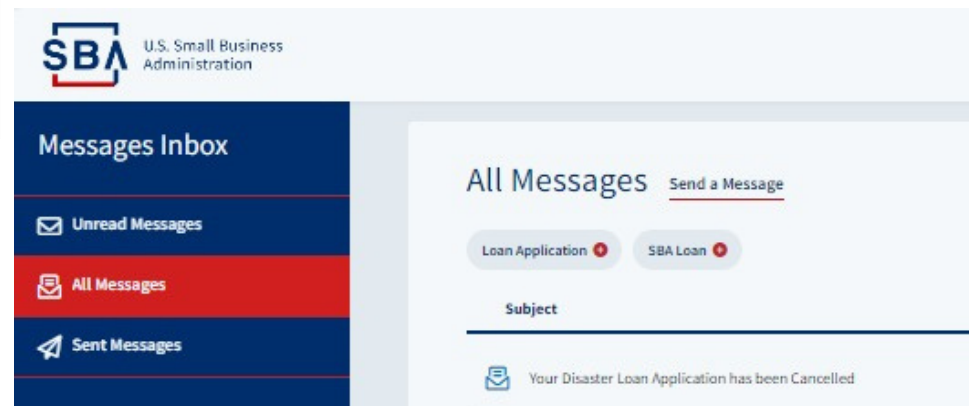 SBA
U.S. Small Business
Administration
Messages Inbox
Unread Messages
All Messages
Sent Messages
All Messages Send a Message
Loan Application SBA Loan
Subject
Your Disaster Loan Application has been Cancelled